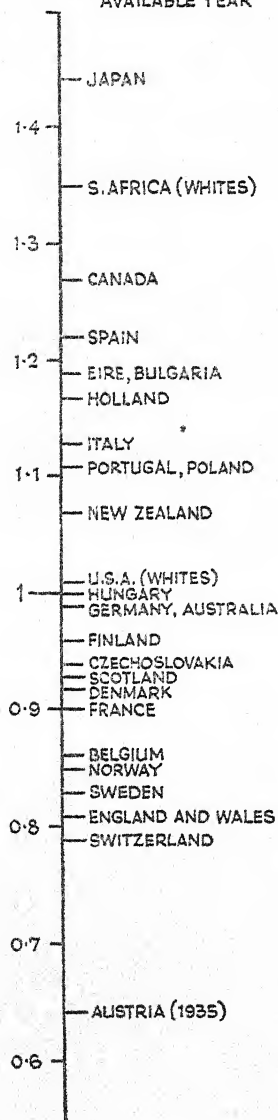 AVAILABLE YEAR
JAPAN
1·4
S. AFRICA (WHITES)
1·3
CANADA
SPAIN
1·2
EIRE, BULGARIA
HOLLAND
ITALY
PORTUGAL, POLAND
1·1
NEW ZEALAND
U.S.A. (WHITES)
1
HUNGARY
GERMANY, AUSTRALIA
FINLAND
CZECHOSLOVAKIA
SCOTLAND
DENMARK
0·9
FRANCE
BELGIUM
NORWAY
SWEDEN
ENGLAND AND WALES
0·8
SWITZERLAND
0·7
AUSTRIA (1935)
0·6